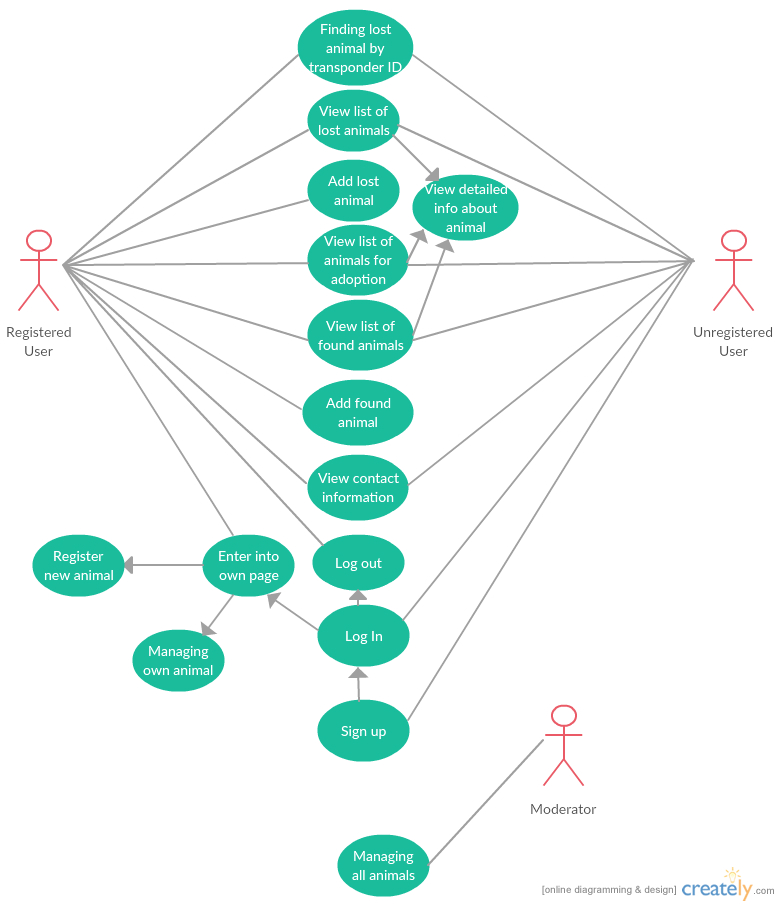 Finding lost
animal by
transponder ID
View list of
lost animals
Add lost
animal
View detailed
info about
animal
View list of
animals for
adoption
View list of
found animals
Registered
User
Unregistered
User
Add found
animal
View contact
information
Register
new animal
Enter into
own page
Log out
Log In
Managing
own animal
Sign up
Moderator
Managing
all animals
[online diagramming & design] creately.com